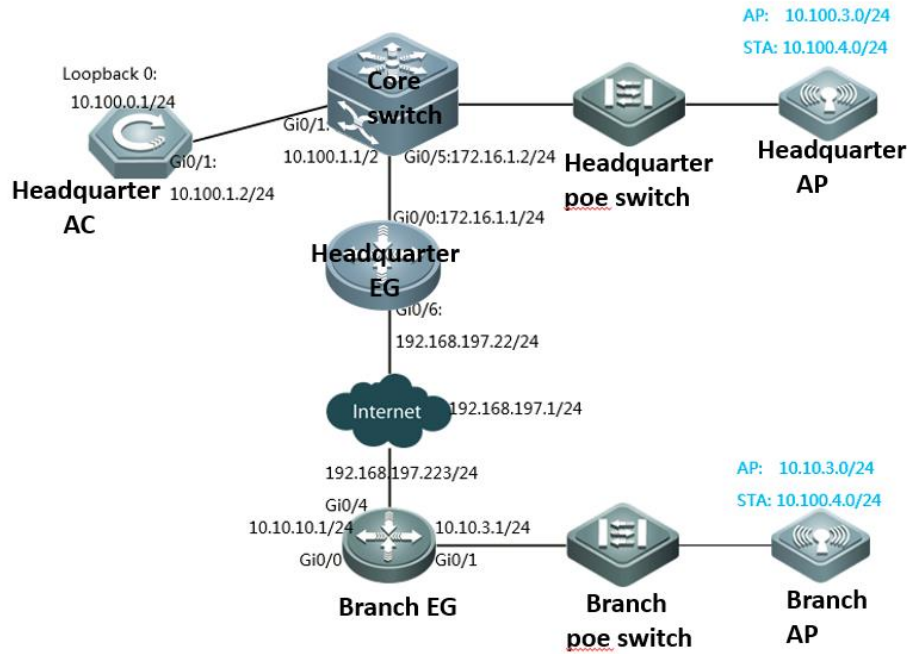 AP: 10.100.3.0/24
STA: 10.100.4.0/24
Loopback 0:
10.100.0.1/24
Core
switch
Gi0/1:
10.100.1.1/2
Gi0/5:172.16.1.2/24
Gi0/1:
10.100.1.2/24
Headquarter
AC
Headquarter
poe switch
Headquarter
AP
Gi0/0:172.16.1.1/24
Headquarter
EG
Gi0/6:
192.168.197.22/24
Internet
192.168.197.1/24
192.168.197.223/24
Gi0/4
10.10.10.1/24
10.10.3.1/24
Gi0/0
Gi0/1
AP: 10.10.3.0/24
STA: 10.100.4.0/24
Branch EG
Branch
poe switch
Branch
AP